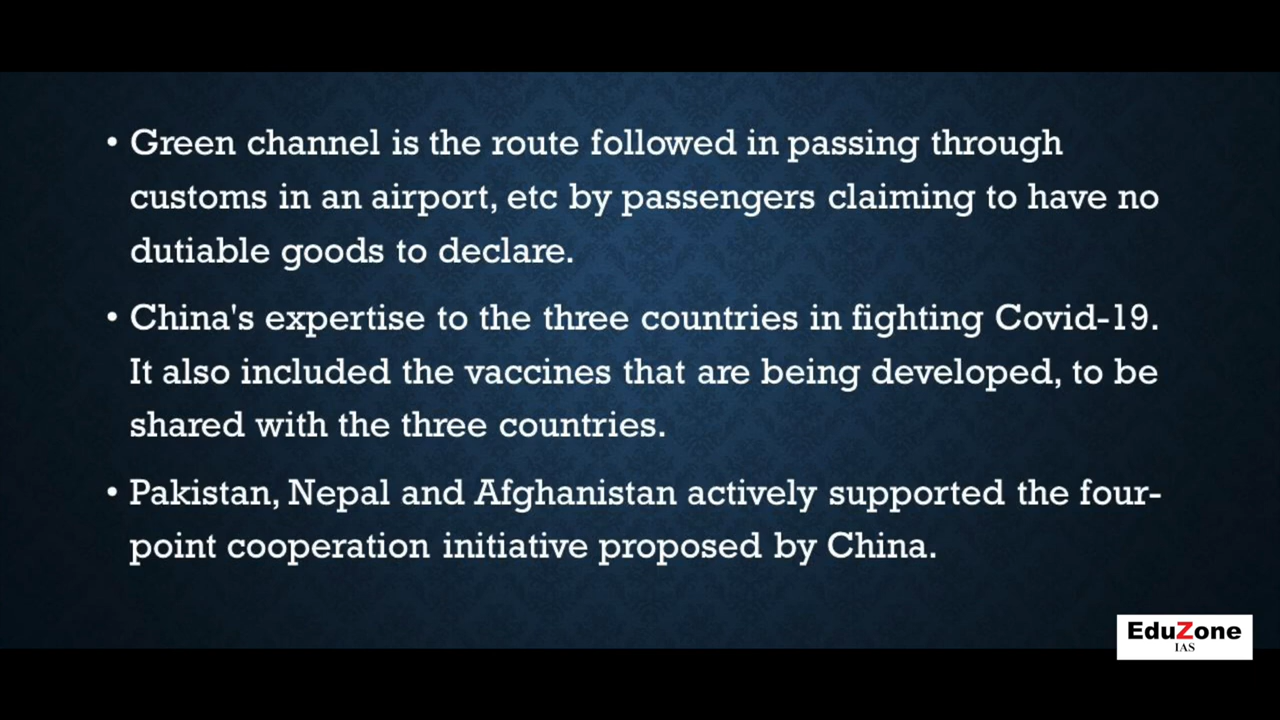 • Green channel is the route followed in passing through
customs in an airport, etc by passengers claiming to have no
dutiable goods to declare.
• China's expertise to the three countries in fighting Covid-19.
It also included the vaccines that are being developed, to be
shared with the three countries.
• Pakistan, Nepal and Afghanistan actively supported the four-
point cooperation initiative proposed by China.
EduZone
IAS